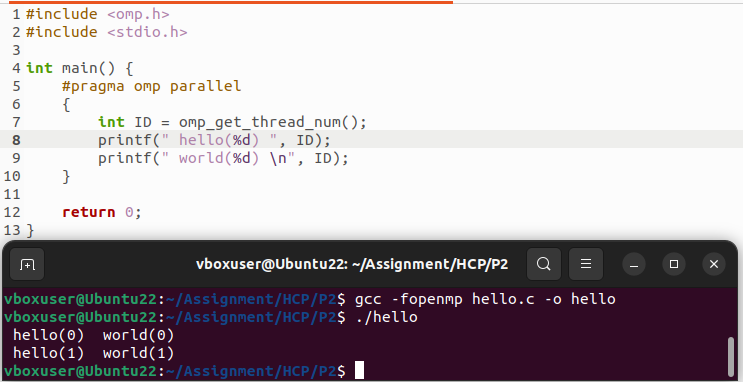 1 #include <omp.h>
2 #include <stdio.h>
3
4 int main() {
5     #pragma omp parallel
6     {
7         int ID = omp_get_thread_num();
8         printf(" hello(%d) ", ID);
9         printf(" world(%d) \n", ID);
10     }
11
12     return 0;
13 }
vboxuser@Ubuntu22: ~/Assignment/HCP/P2
vboxuser@Ubuntu22:~/Assignment/HCP/P2$ gcc -fopenmp hello.c -o hello
vboxuser@Ubuntu22:~/Assignment/HCP/P2$ ./hello
 hello(0)  world(0)
 hello(1)  world(1)
vboxuser@Ubuntu22:~/Assignment/HCP/P2$